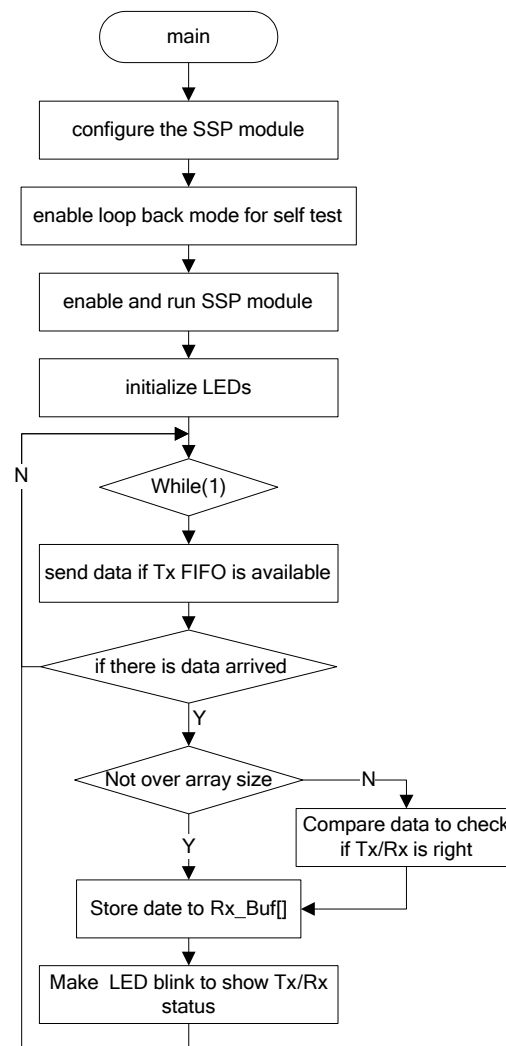 main
configure the SSP module
enable loop back mode for self test
enable and run SSP module
initialize LEDs
N
While(1)
send data if Tx FIFO is available
if there is data arrived
Y
Not over array size
N
Compare data to check
if Tx/Rx is right
Y
Store date to Rx_Buf[]
Make LED blink to show Tx/Rx
status